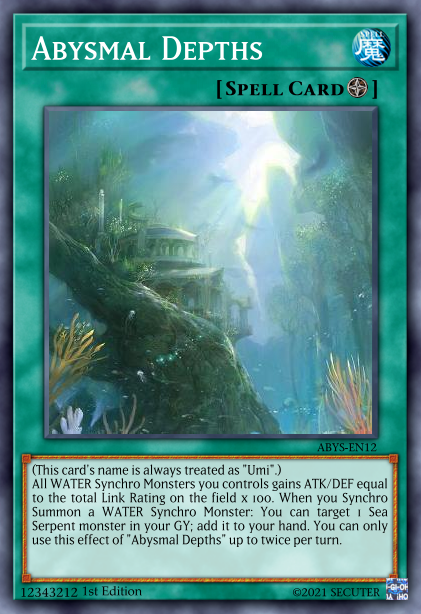 Abysmal Depths
魔
[Spell Card]
ABYS-EN12
(This card's name is always treated as "Umi".)
All WATER Synchro Monsters you controls gains ATK/DEF equal
to the total Link Rating on the field x 100. When you Synchro
Summon a WATER Synchro Monster: You can target 1 Sea
Serpent monster in your GY; add it to your hand. You can only
use this effect of "Abysmal Depths" up to twice per turn.
12343212 1st Edition
©2021 SECUTER